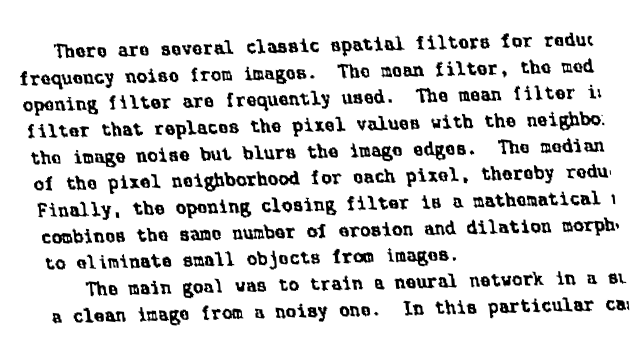 There are several classic spatial filters for reduc
frequency noise from images. The mean filter, the med
opening filter are frequently used. The mean filter i
filter that replaces the pixel values with the neighbo
the image noise but blurs the image edges. The median
of the pixel neighborhood for each pixel, thereby redu
Finally, the opening closing filter is a mathematical
combines the same number of erosion and dilation morph
to eliminate small objects from images.
The main goal was to train a neural network in a su
a clean image from a noisy one. In this particular ca